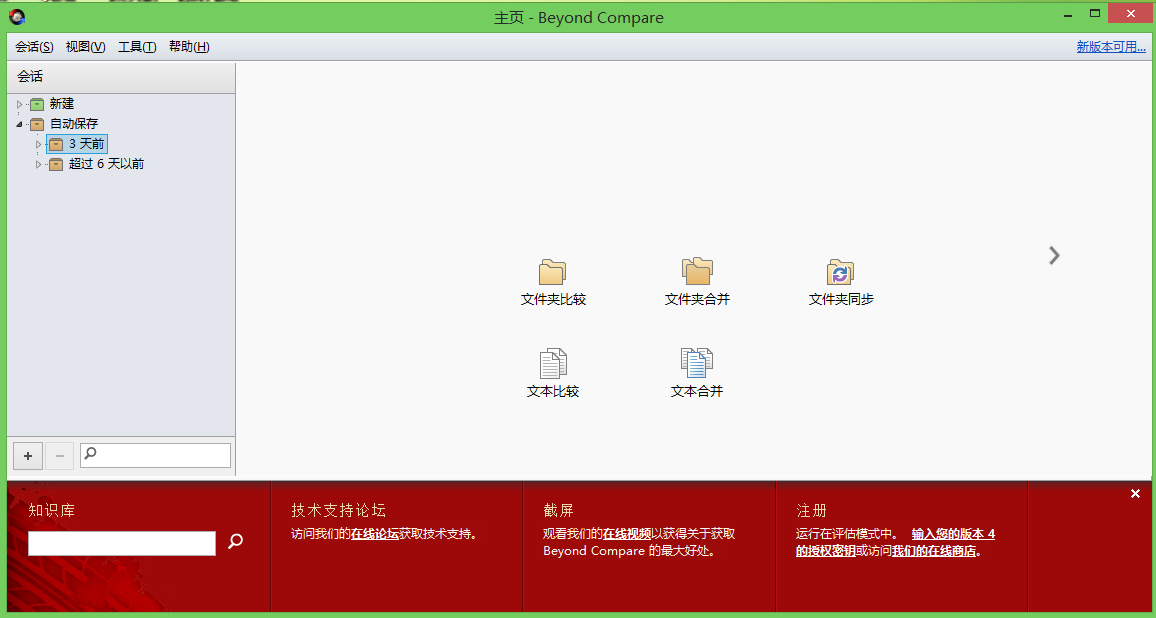 主页 - Beyond Compare
会话(S) 视图(V) 工具(T) 帮助(H)
新版本可用...
会话
新建
自动保存
3 天前
超过 6 天以前
文件夹比较
文件夹合并
文件夹同步
文本比较
文本合并
知识库
技术支持论坛
访问我们的在线论坛获取技术支持。
截屏
观看我们的在线视频以获得关于获取
Beyond Compare 的最大好处。
注册
运行在评估模式中。 输入您的版本 4
的授权密钥或访问我们的在线商店。